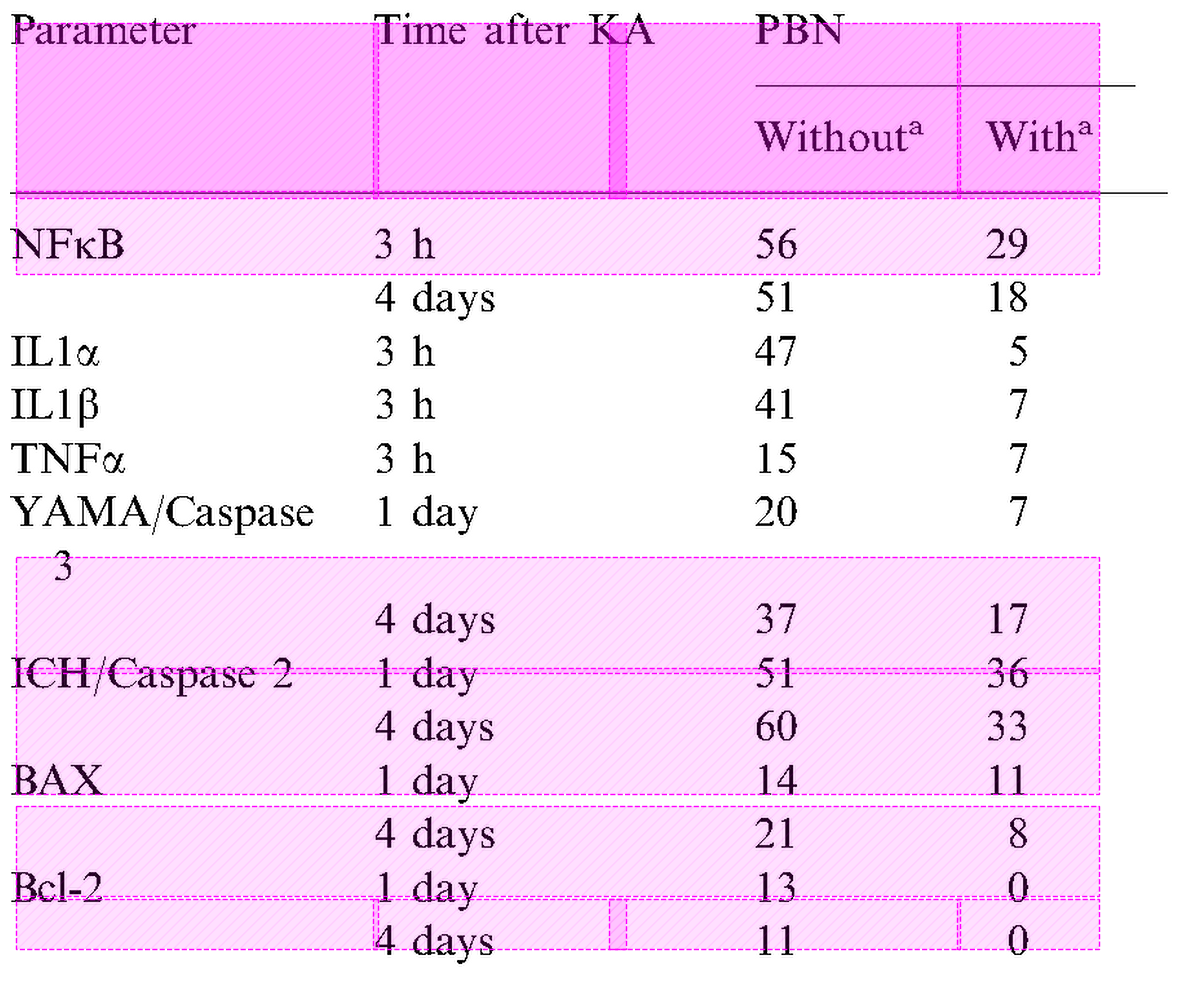 Parameter Time after KA PBN
Withoutᵃ Withᵃ
NFκB 3 h 56 29
4 days 51 18
IL1α 3 h 47 5
IL1β 3 h 41 7
TNFα 3 h 15 7
YAMA/Caspase 1 day 20 7
3
4 days 37 17
ICH/Caspase 2 1 day 51 36
4 days 60 33
BAX 1 day 14 11
4 days 21 8
Bcl-2 1 day 13 0
4 days 11 0